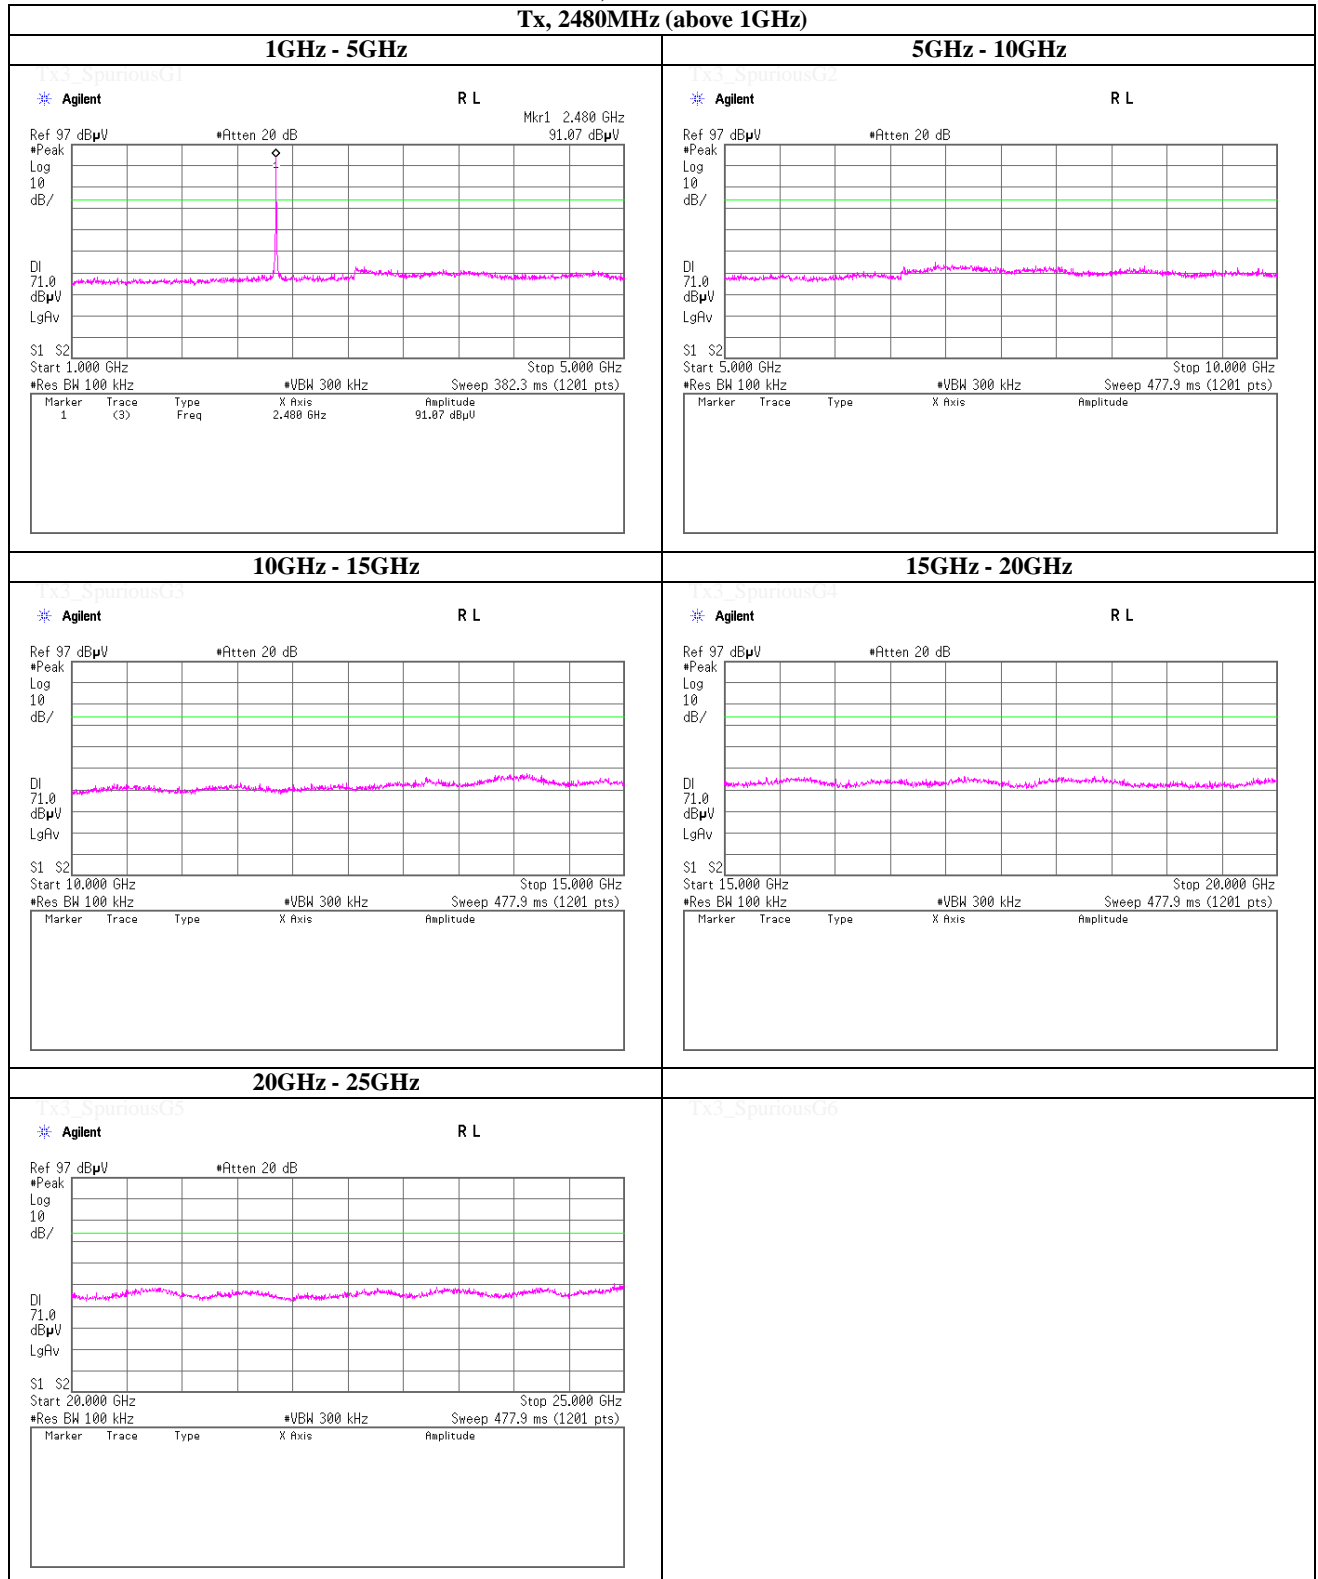 Tx, 2480MHz (above 1GHz)
1GHz - 5GHz
Tx3_SpuriousG1
Agilent R L
Mkr1 2.480 GHz
Ref 97 dBµV #Atten 20 dB 91.07 dBµV
#Peak
Log
10
dB/
DI
71.0
dBµV
LgAv
S1 S2
Start 1.000 GHz Stop 5.000 GHz
#Res BW 100 kHz #VBW 300 kHz Sweep 382.3 ms (1201 pts)
Marker Trace Type X Axis Amplitude
1 (3) Freq 2.480 GHz 91.07 dBµV
5GHz - 10GHz
Tx3_SpuriousG2
Agilent R L
Ref 97 dBµV #Atten 20 dB
#Peak
Log
10
dB/
DI
71.0
dBµV
LgAv
S1 S2
Start 5.000 GHz Stop 10.000 GHz
#Res BW 100 kHz #VBW 300 kHz Sweep 477.9 ms (1201 pts)
Marker Trace Type X Axis Amplitude
10GHz - 15GHz
Tx3_SpuriousG3
Agilent R L
Ref 97 dBµV #Atten 20 dB
#Peak
Log
10
dB/
DI
71.0
dBµV
LgAv
S1 S2
Start 10.000 GHz Stop 15.000 GHz
#Res BW 100 kHz #VBW 300 kHz Sweep 477.9 ms (1201 pts)
Marker Trace Type X Axis Amplitude
15GHz - 20GHz
Tx3_SpuriousG4
Agilent R L
Ref 97 dBµV #Atten 20 dB
#Peak
Log
10
dB/
DI
71.0
dBµV
LgAv
S1 S2
Start 15.000 GHz Stop 20.000 GHz
#Res BW 100 kHz #VBW 300 kHz Sweep 477.9 ms (1201 pts)
Marker Trace Type X Axis Amplitude
20GHz - 25GHz
Tx3_SpuriousG5
Agilent R L
Ref 97 dBµV #Atten 20 dB
#Peak
Log
10
dB/
DI
71.0
dBµV
LgAv
S1 S2
Start 20.000 GHz Stop 25.000 GHz
#Res BW 100 kHz #VBW 300 kHz Sweep 477.9 ms (1201 pts)
Marker Trace Type X Axis Amplitude
Tx3_SpuriousG6